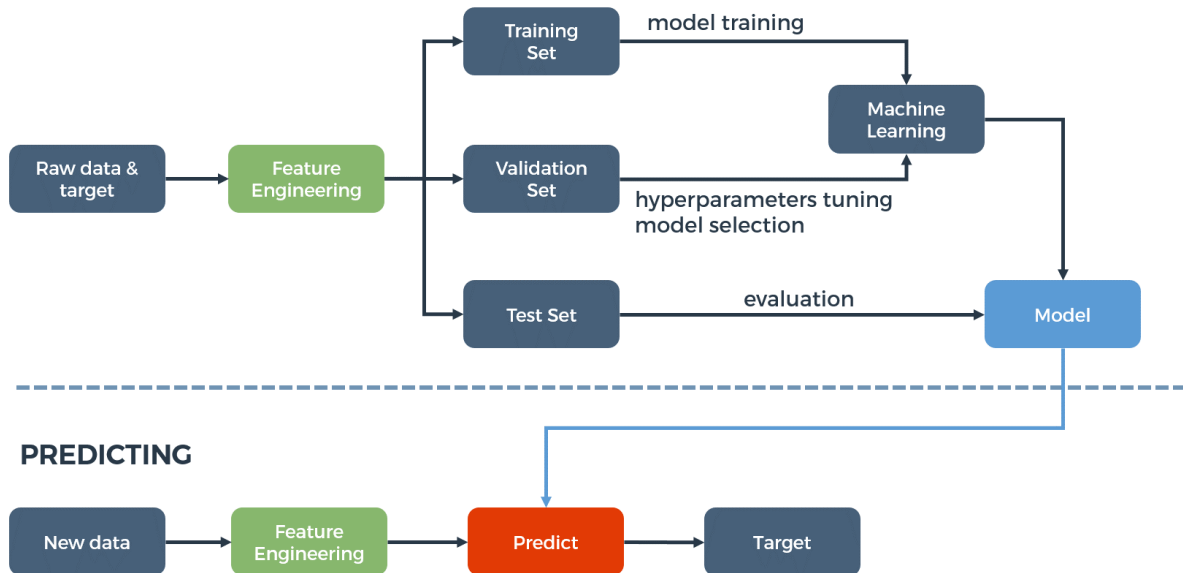 Training
Set
model training
Machine
Learning
Raw data &
target
Feature
Engineering
Validation
Set
hyperparameters tuning
model selection
Test Set
evaluation
Model
PREDICTING
New data
Feature
Engineering
Predict
Target